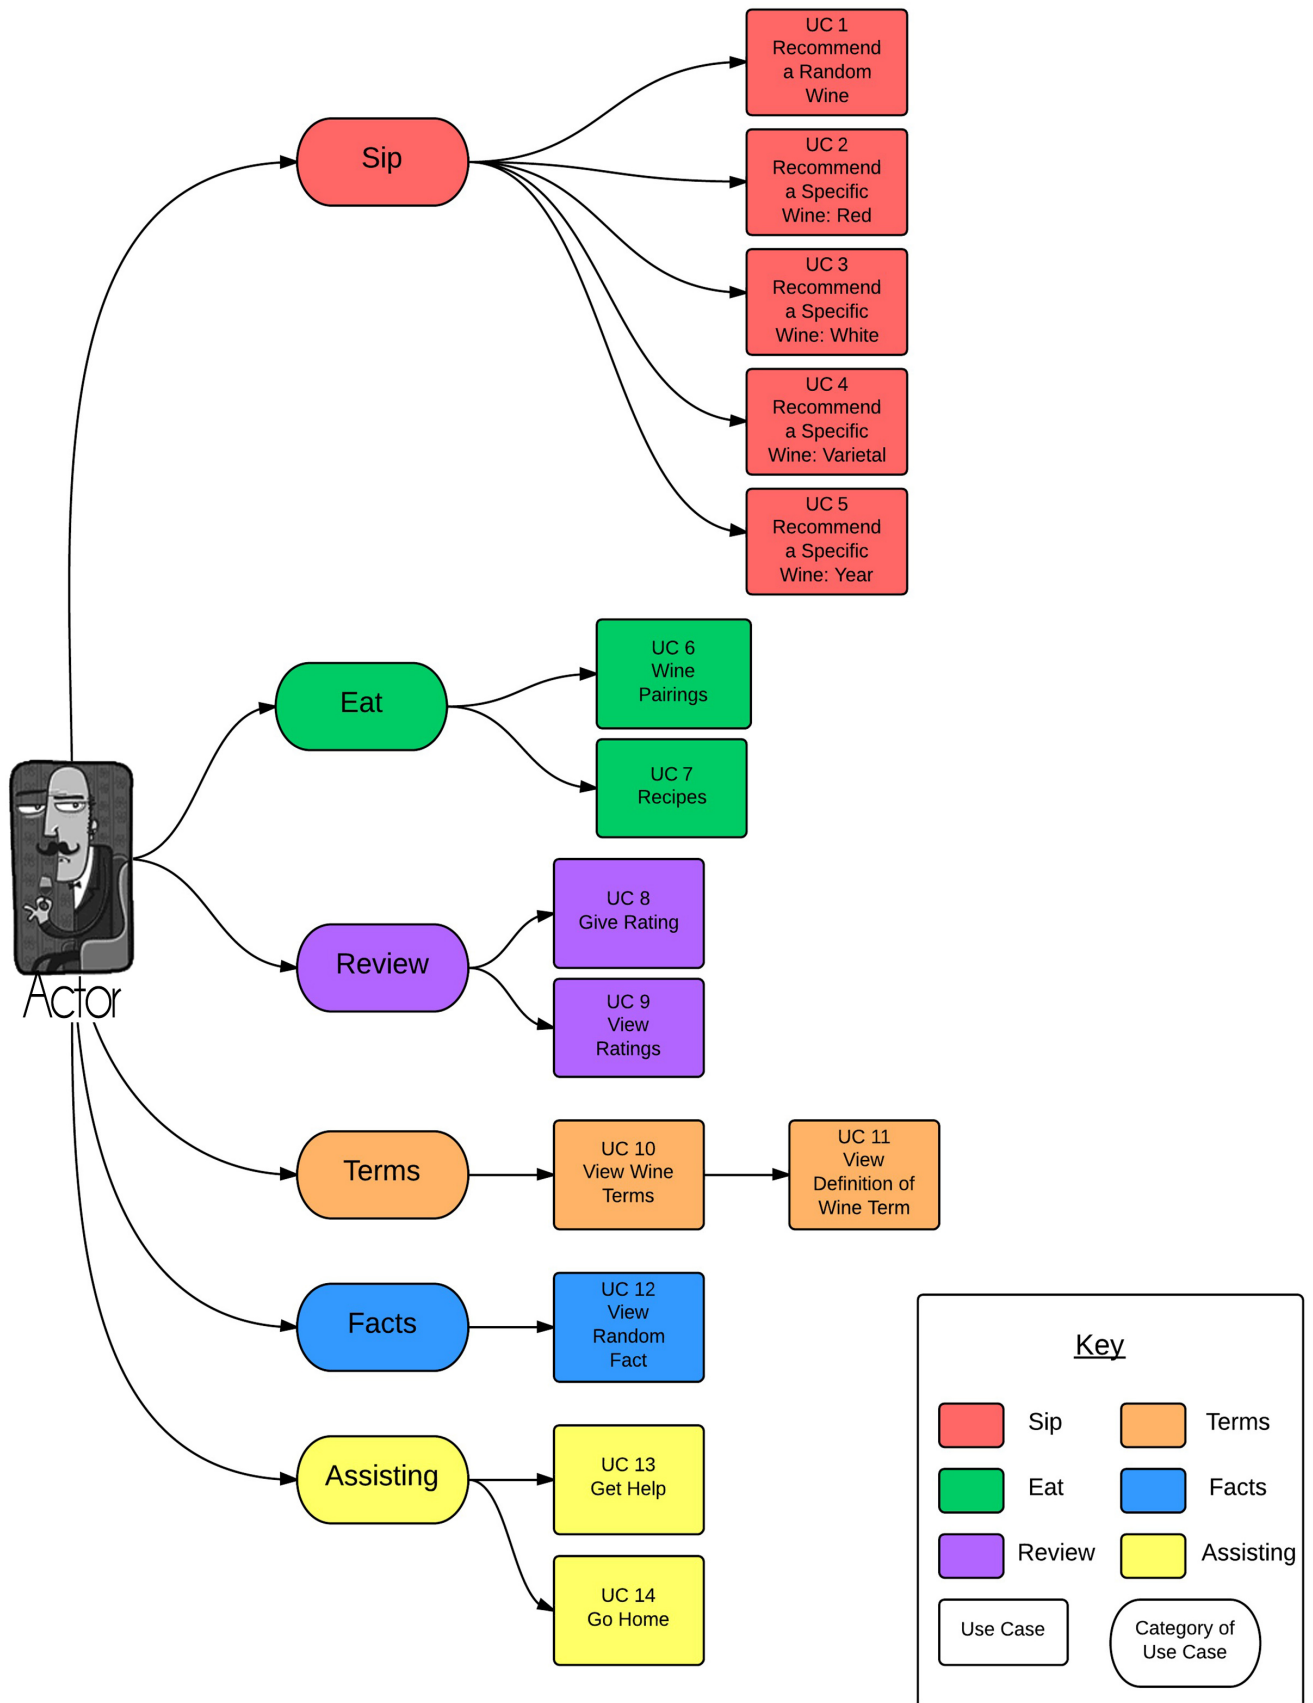 UC 1
Recommend
a Random
Wine
UC 2
Recommend
a Specific
Wine: Red
UC 3
Recommend
a Specific
Wine: White
UC 4
Recommend
a Specific
Wine: Varietal
UC 5
Recommend
a Specific
Wine: Year
Sip
UC 6
Wine
Pairings
Eat
UC 7
Recipes
UC 8
Give Rating
Review
UC 9
View
Ratings
Actor
Terms
UC 10
View Wine
Terms
UC 11
View
Definition of
Wine Term
Facts
UC 12
View
Random
Fact
Assisting
UC 13
Get Help
UC 14
Go Home
Key
Sip
Terms
Eat
Facts
Review
Assisting
Use Case
Category of
Use Case